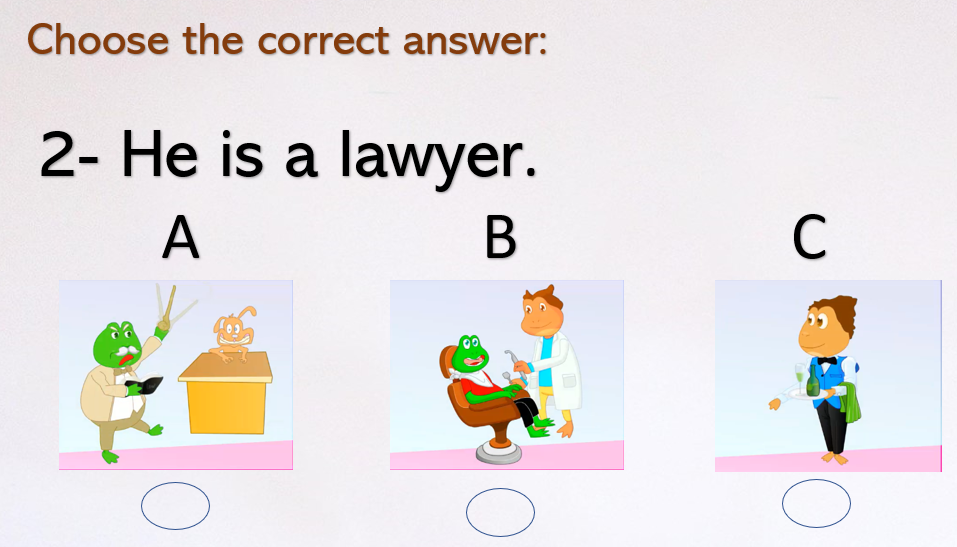 Choose the correct answer:
2- He is a lawyer.
A B C